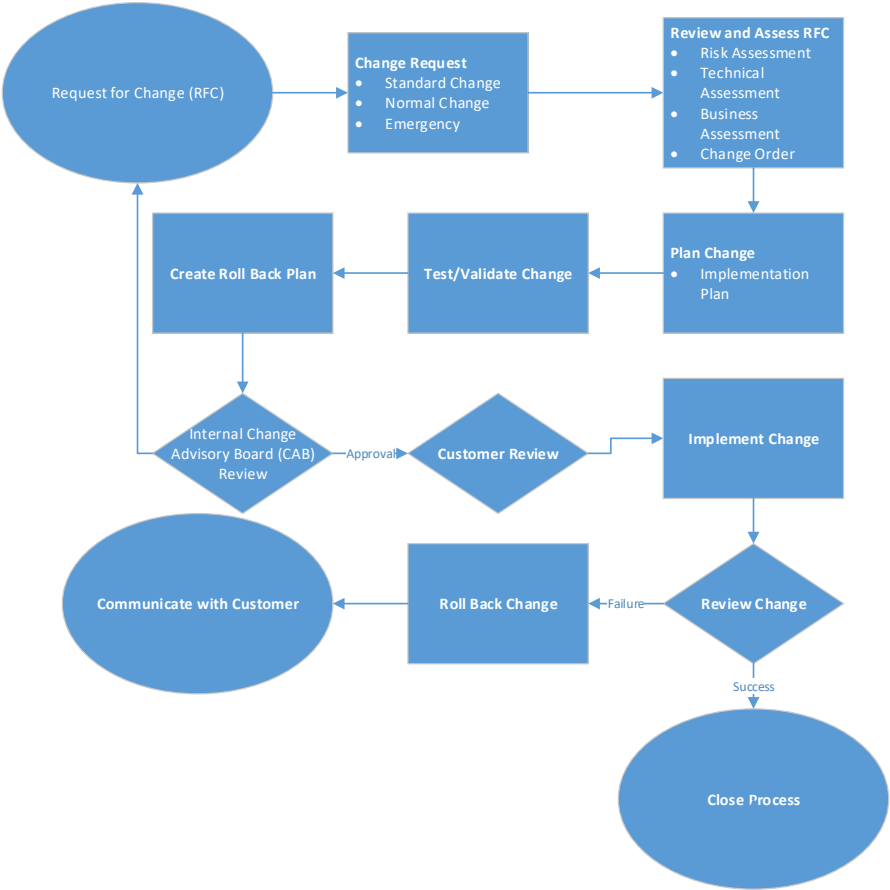 Request for Change (RFC)
Change Request
• Standard Change
• Normal Change
• Emergency
Review and Assess RFC
• Risk Assessment
• Technical
Assessment
• Business
Assessment
• Change Order
Create Roll Back Plan
Test/Validate Change
Plan Change
• Implementation
Plan
Internal Change
Advisory Board (CAB)
Review
Approval
Customer Review
Implement Change
Communicate with Customer
Roll Back Change
Failure
Review Change
Success
Close Process